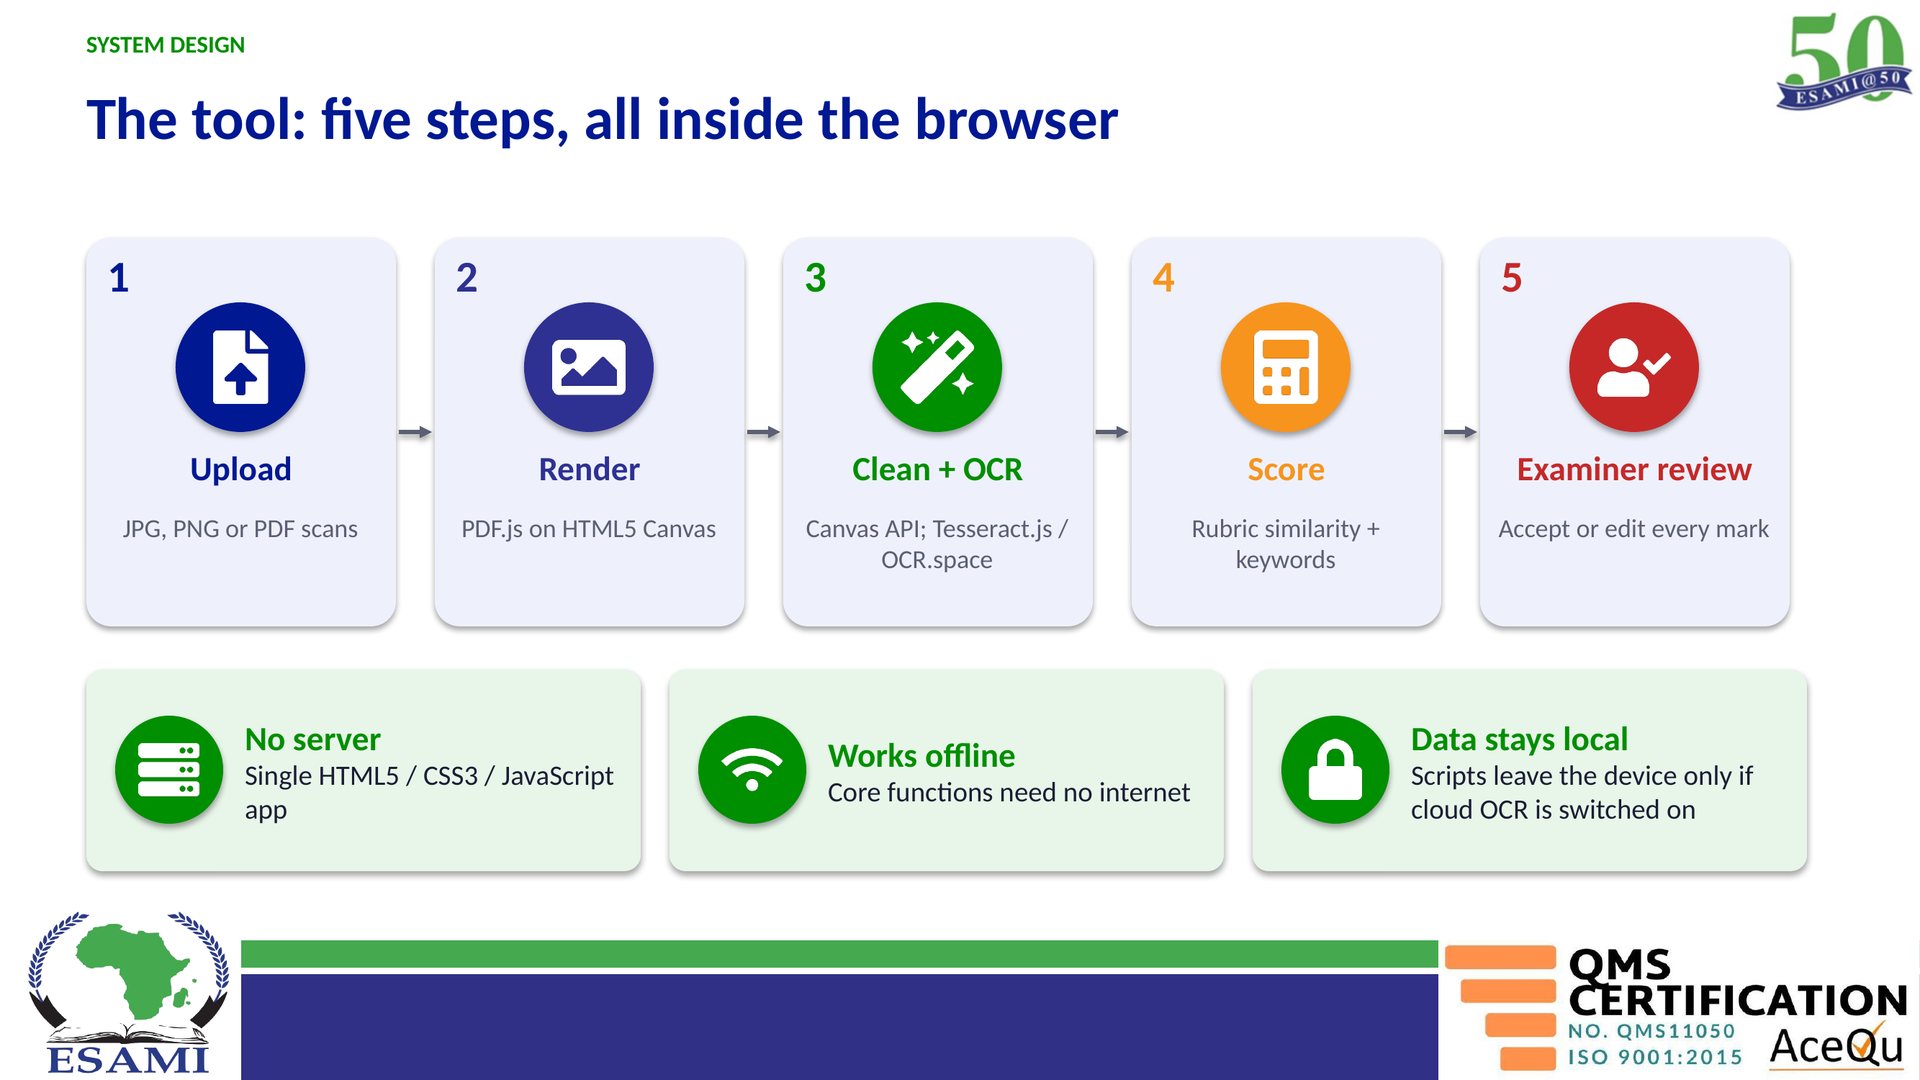 SYSTEM DESIGN
50
ESAMI@50
The tool: five steps, all inside the browser
1
Upload
JPG, PNG or PDF scans
2
Render
PDF.js on HTML5 Canvas
3
Clean + OCR
Canvas API; Tesseract.js /
OCR.space
4
Score
Rubric similarity +
keywords
5
Examiner review
Accept or edit every mark
No server
Single HTML5 / CSS3 / JavaScript
app
Works offline
Core functions need no internet
Data stays local
Scripts leave the device only if
cloud OCR is switched on
ESAMI
QMS
CERTIFICATION
NO. QMS11050
ISO 9001:2015
AceQu